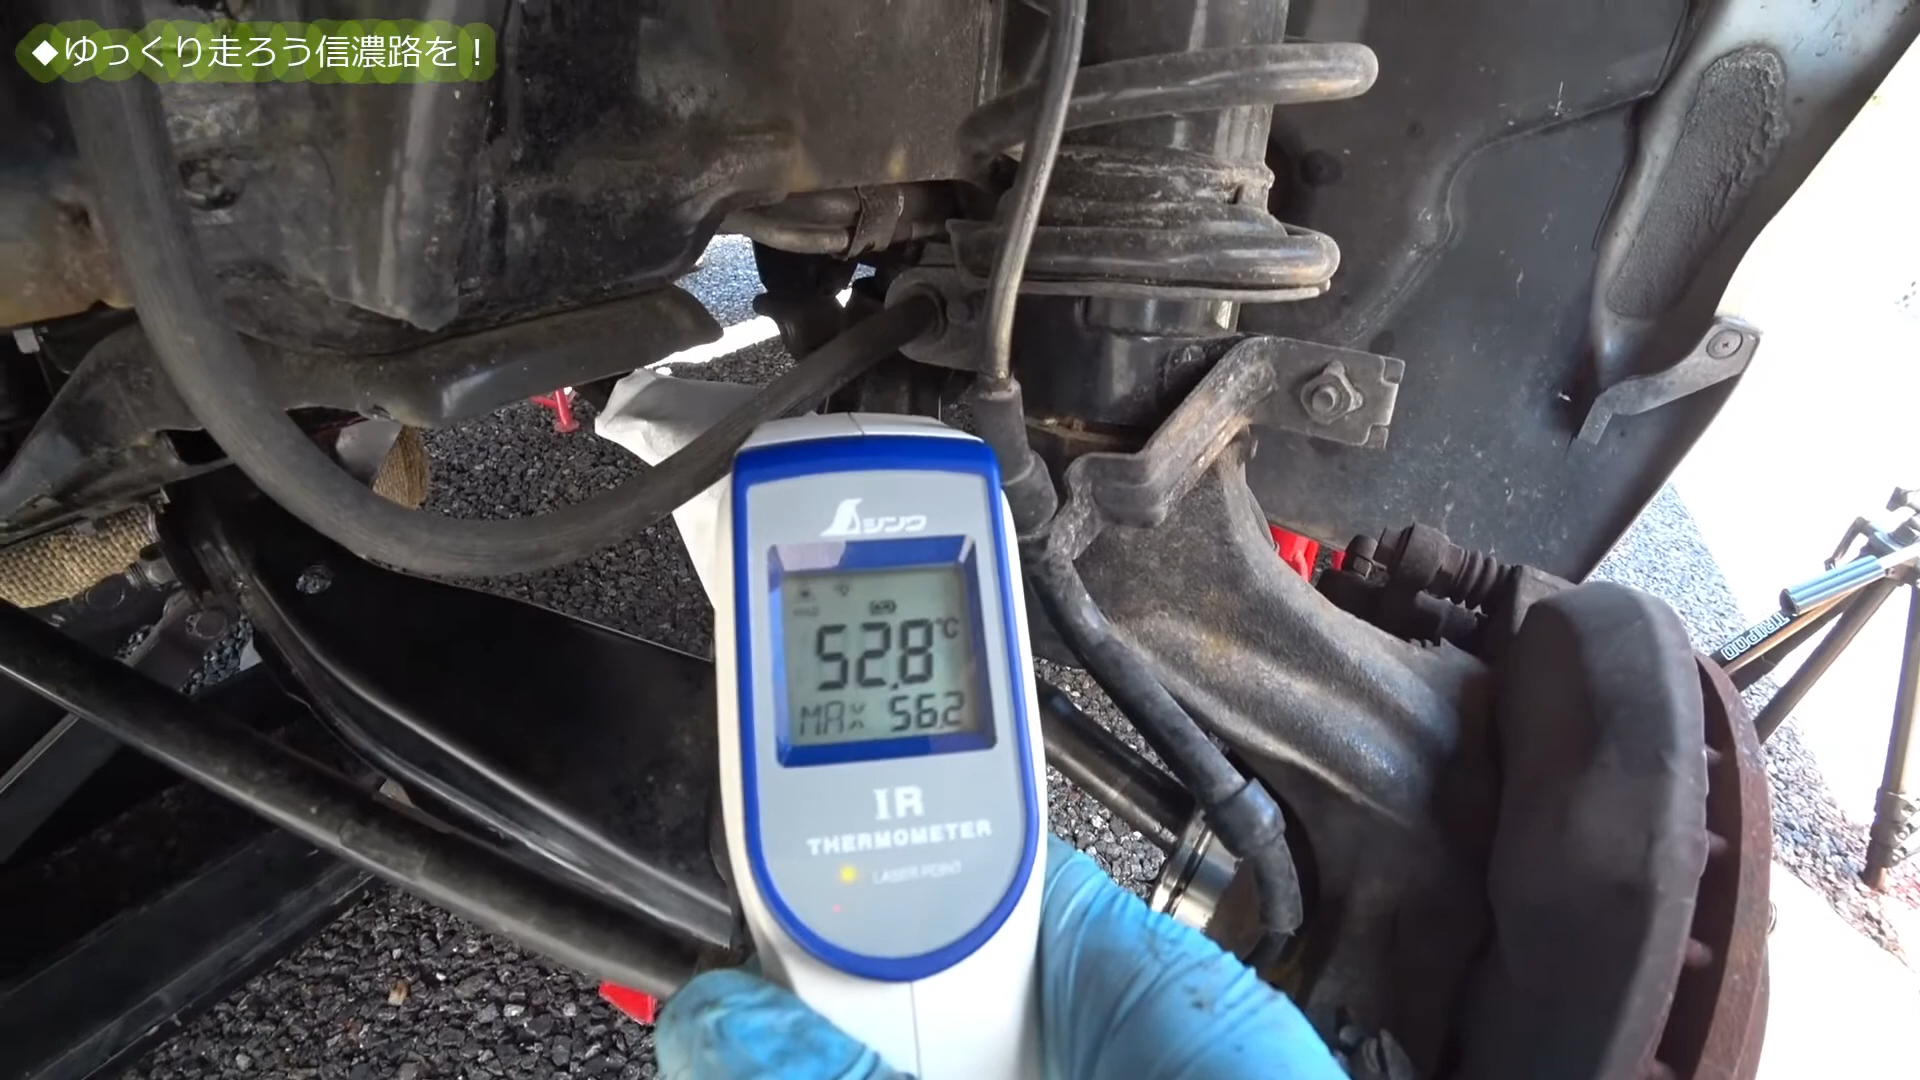 ◆ゆっくり走ろう信濃路を！
シンワ
52.8°C
MAX 56.2
IR
THERMOMETER
LASER POINT
TRIPOD